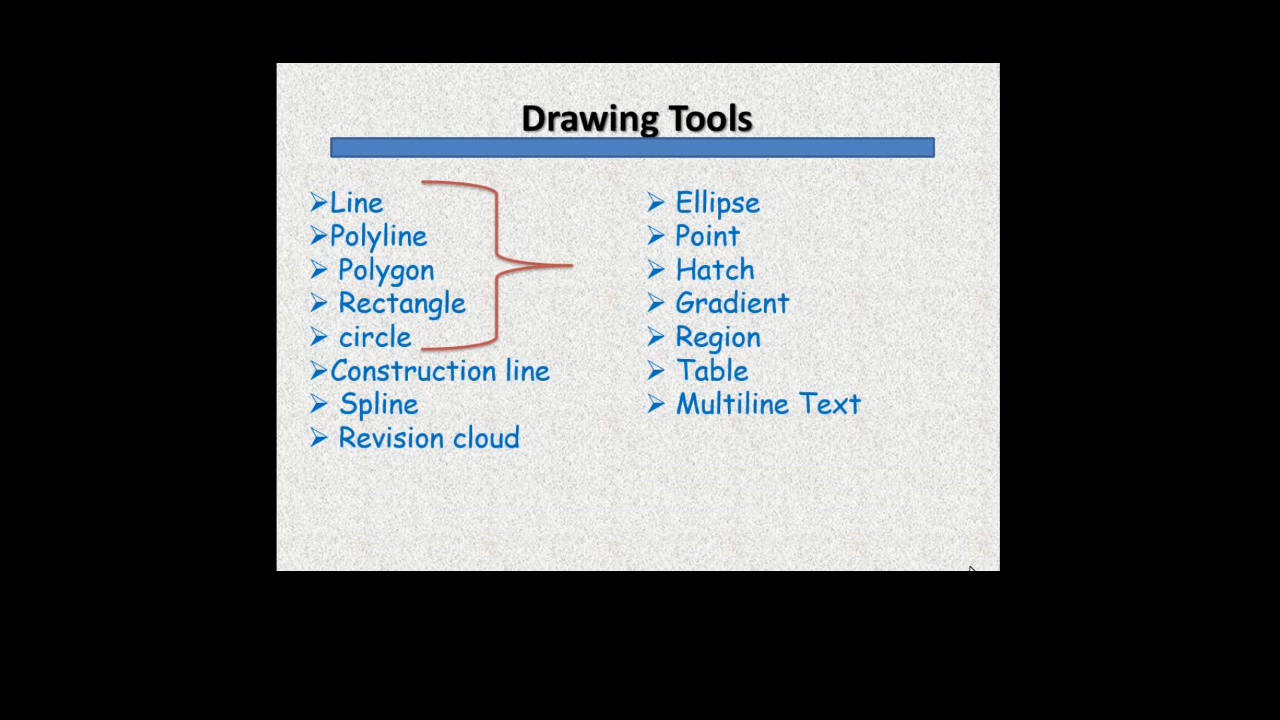 Drawing Tools
Line
Polyline
Polygon
Rectangle
circle
Construction line
Spline
Revision cloud
Ellipse
Point
Hatch
Gradient
Region
Table
Multiline Text